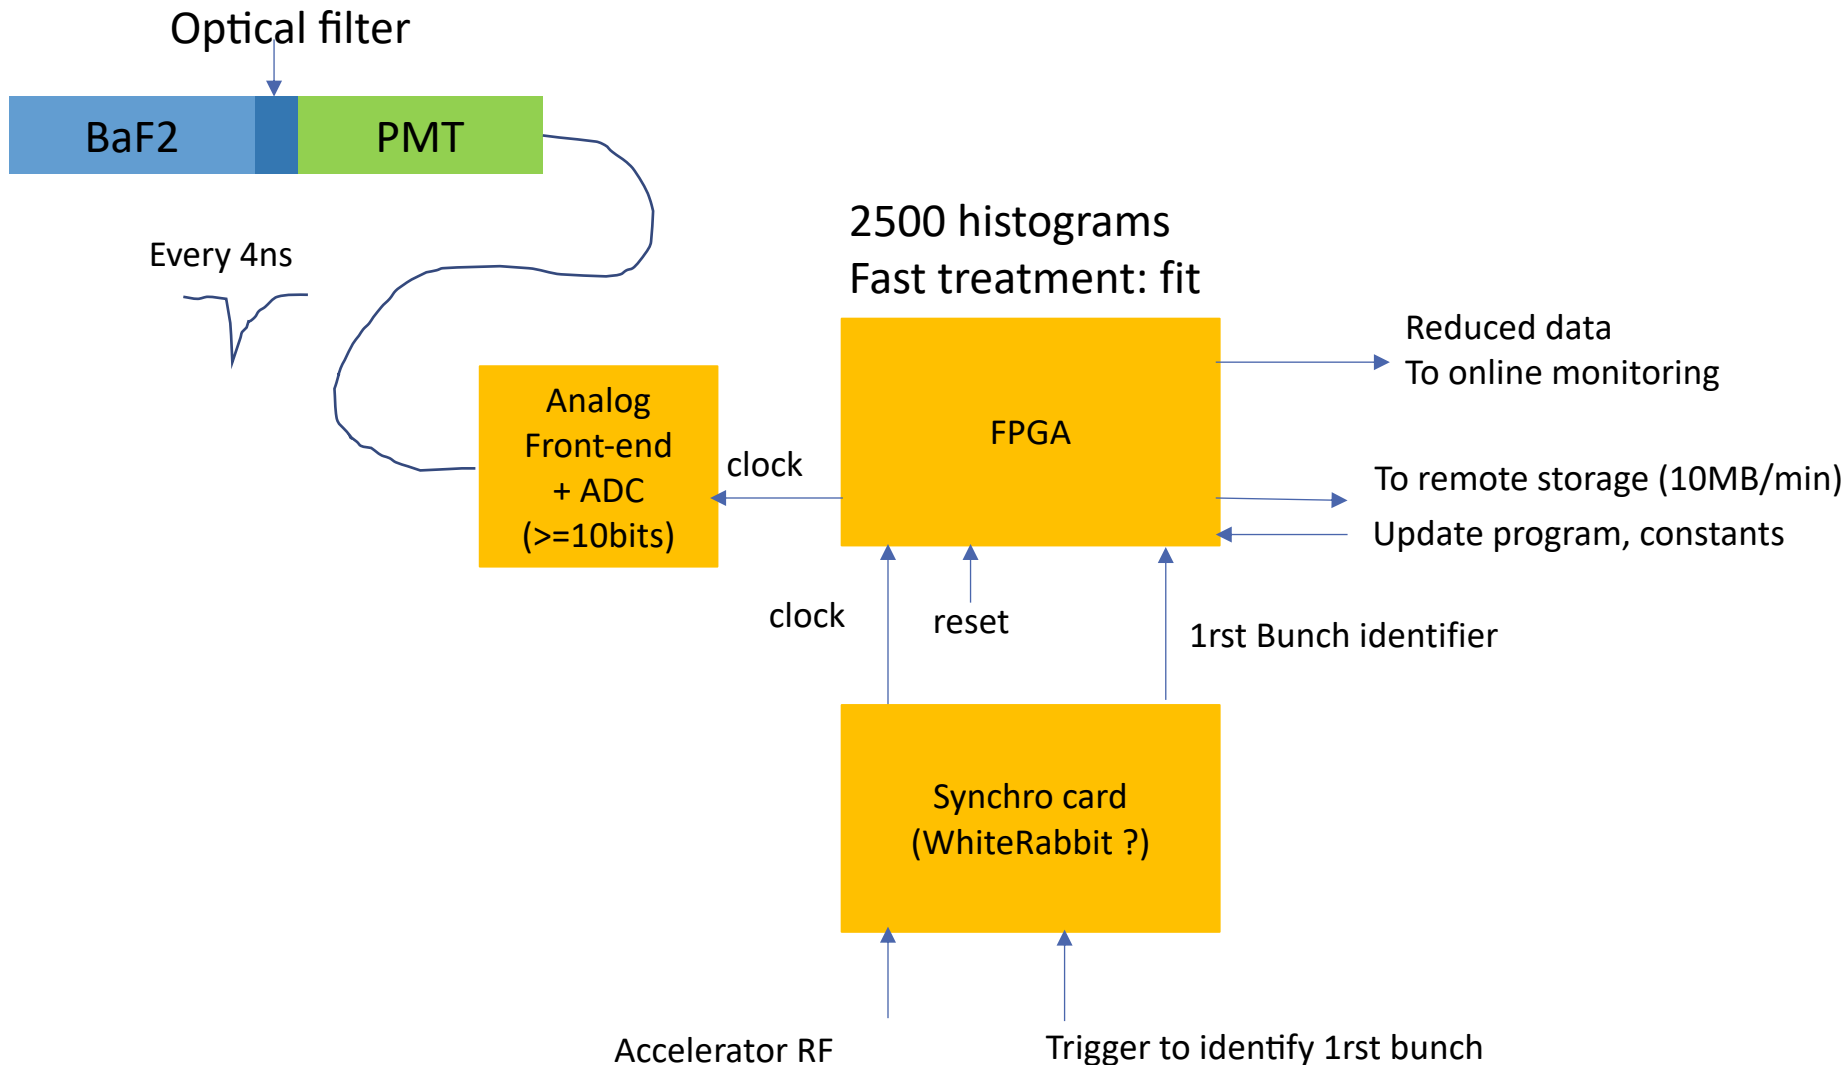 Optical filter
BaF2
PMT
Every 4ns
2500 histograms
Fast treatment: fit
Reduced data
To online monitoring
Analog
Front-end
+ ADC
(>=10bits)
clock
FPGA
To remote storage (10MB/min)
Update program, constants
clock
reset
1rst Bunch identifier
Synchro card
(WhiteRabbit ?)
Accelerator RF
Trigger to identify 1rst bunch